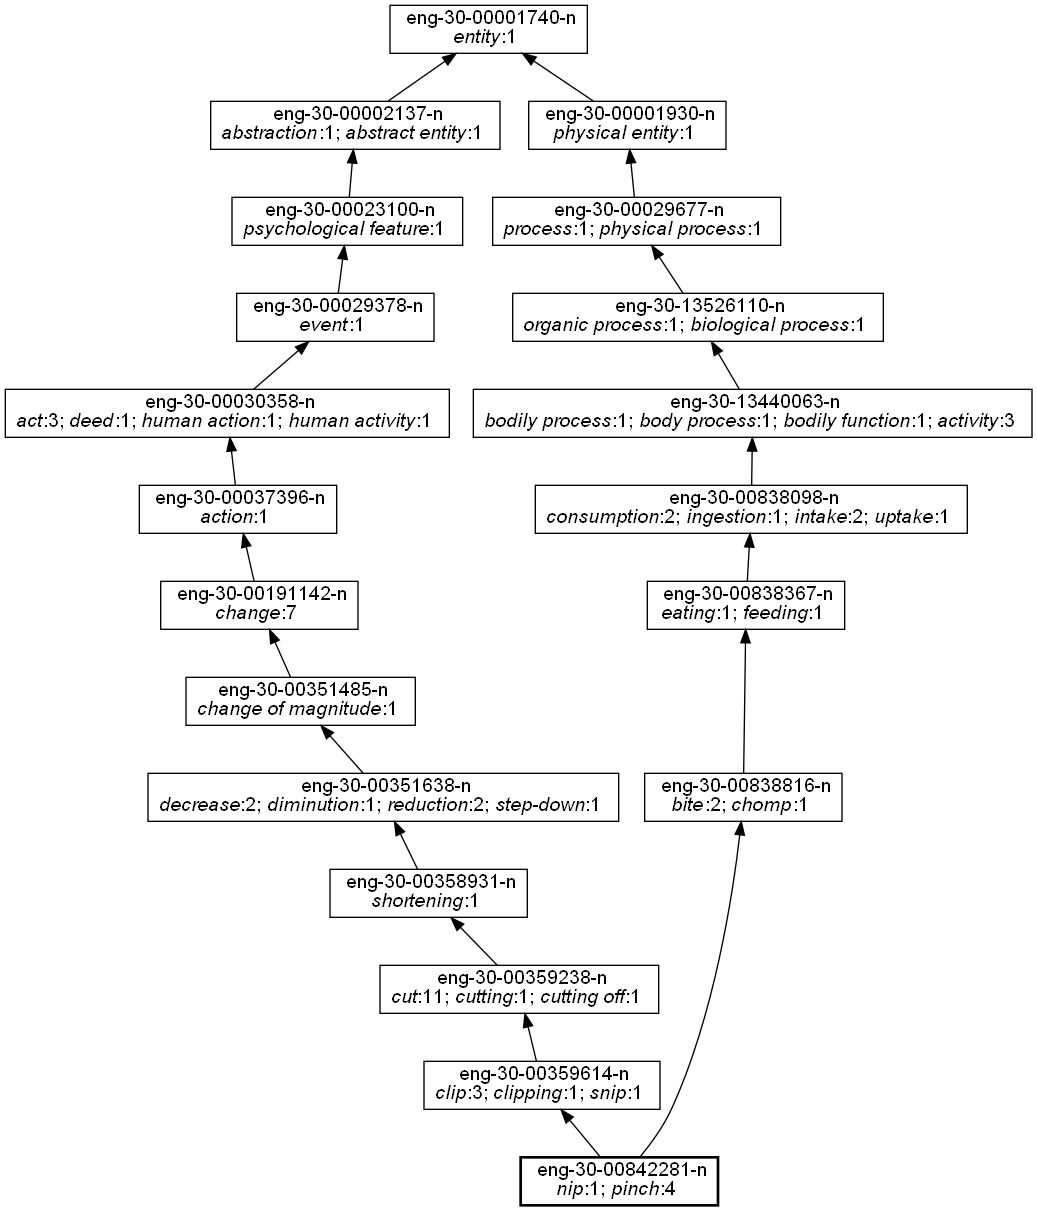 eng-30-00001740-n
entity:1
eng-30-00002137-n
abstraction:1; abstract entity:1
eng-30-00001930-n
physical entity:1
eng-30-00023100-n
psychological feature:1
eng-30-00029677-n
process:1; physical process:1
eng-30-00029378-n
event:1
eng-30-13526110-n
organic process:1; biological process:1
eng-30-00030358-n
act:3; deed:1; human action:1; human activity:1
eng-30-13440063-n
bodily process:1; body process:1; bodily function:1; activity:3
eng-30-00037396-n
action:1
eng-30-00838098-n
consumption:2; ingestion:1; intake:2; uptake:1
eng-30-00191142-n
change:7
eng-30-00838367-n
eating:1; feeding:1
eng-30-00351485-n
change of magnitude:1
eng-30-00351638-n
decrease:2; diminution:1; reduction:2; step-down:1
eng-30-00838816-n
bite:2; chomp:1
eng-30-00358931-n
shortening:1
eng-30-00359238-n
cut:11; cutting:1; cutting off:1
eng-30-00359614-n
clip:3; clipping:1; snip:1
eng-30-00842281-n
nip:1; pinch:4